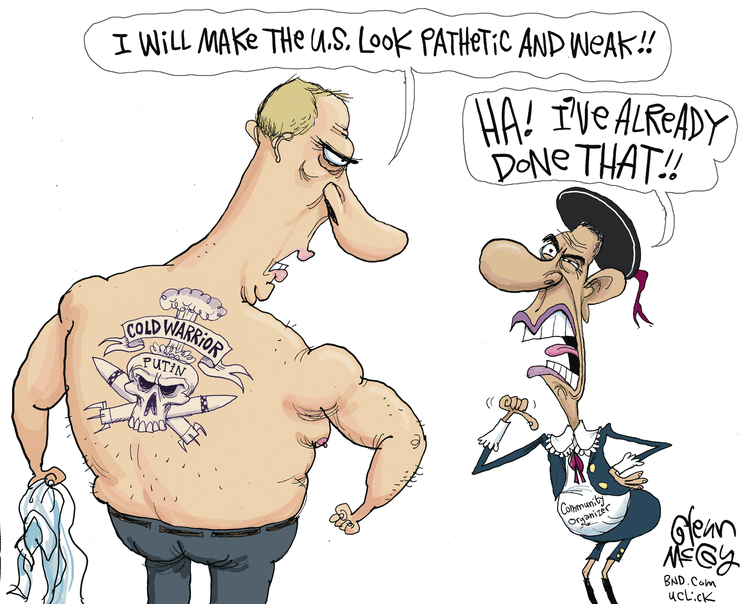 I WILL MAKE THE U.S. LOOK PATHETIC AND WEAK!!
HA! I'VE ALREADY
DONE THAT!!
COLD WARRIOR
PUTIN
Community
Organizer
Glenn
McCoy
BND.Com
uclick